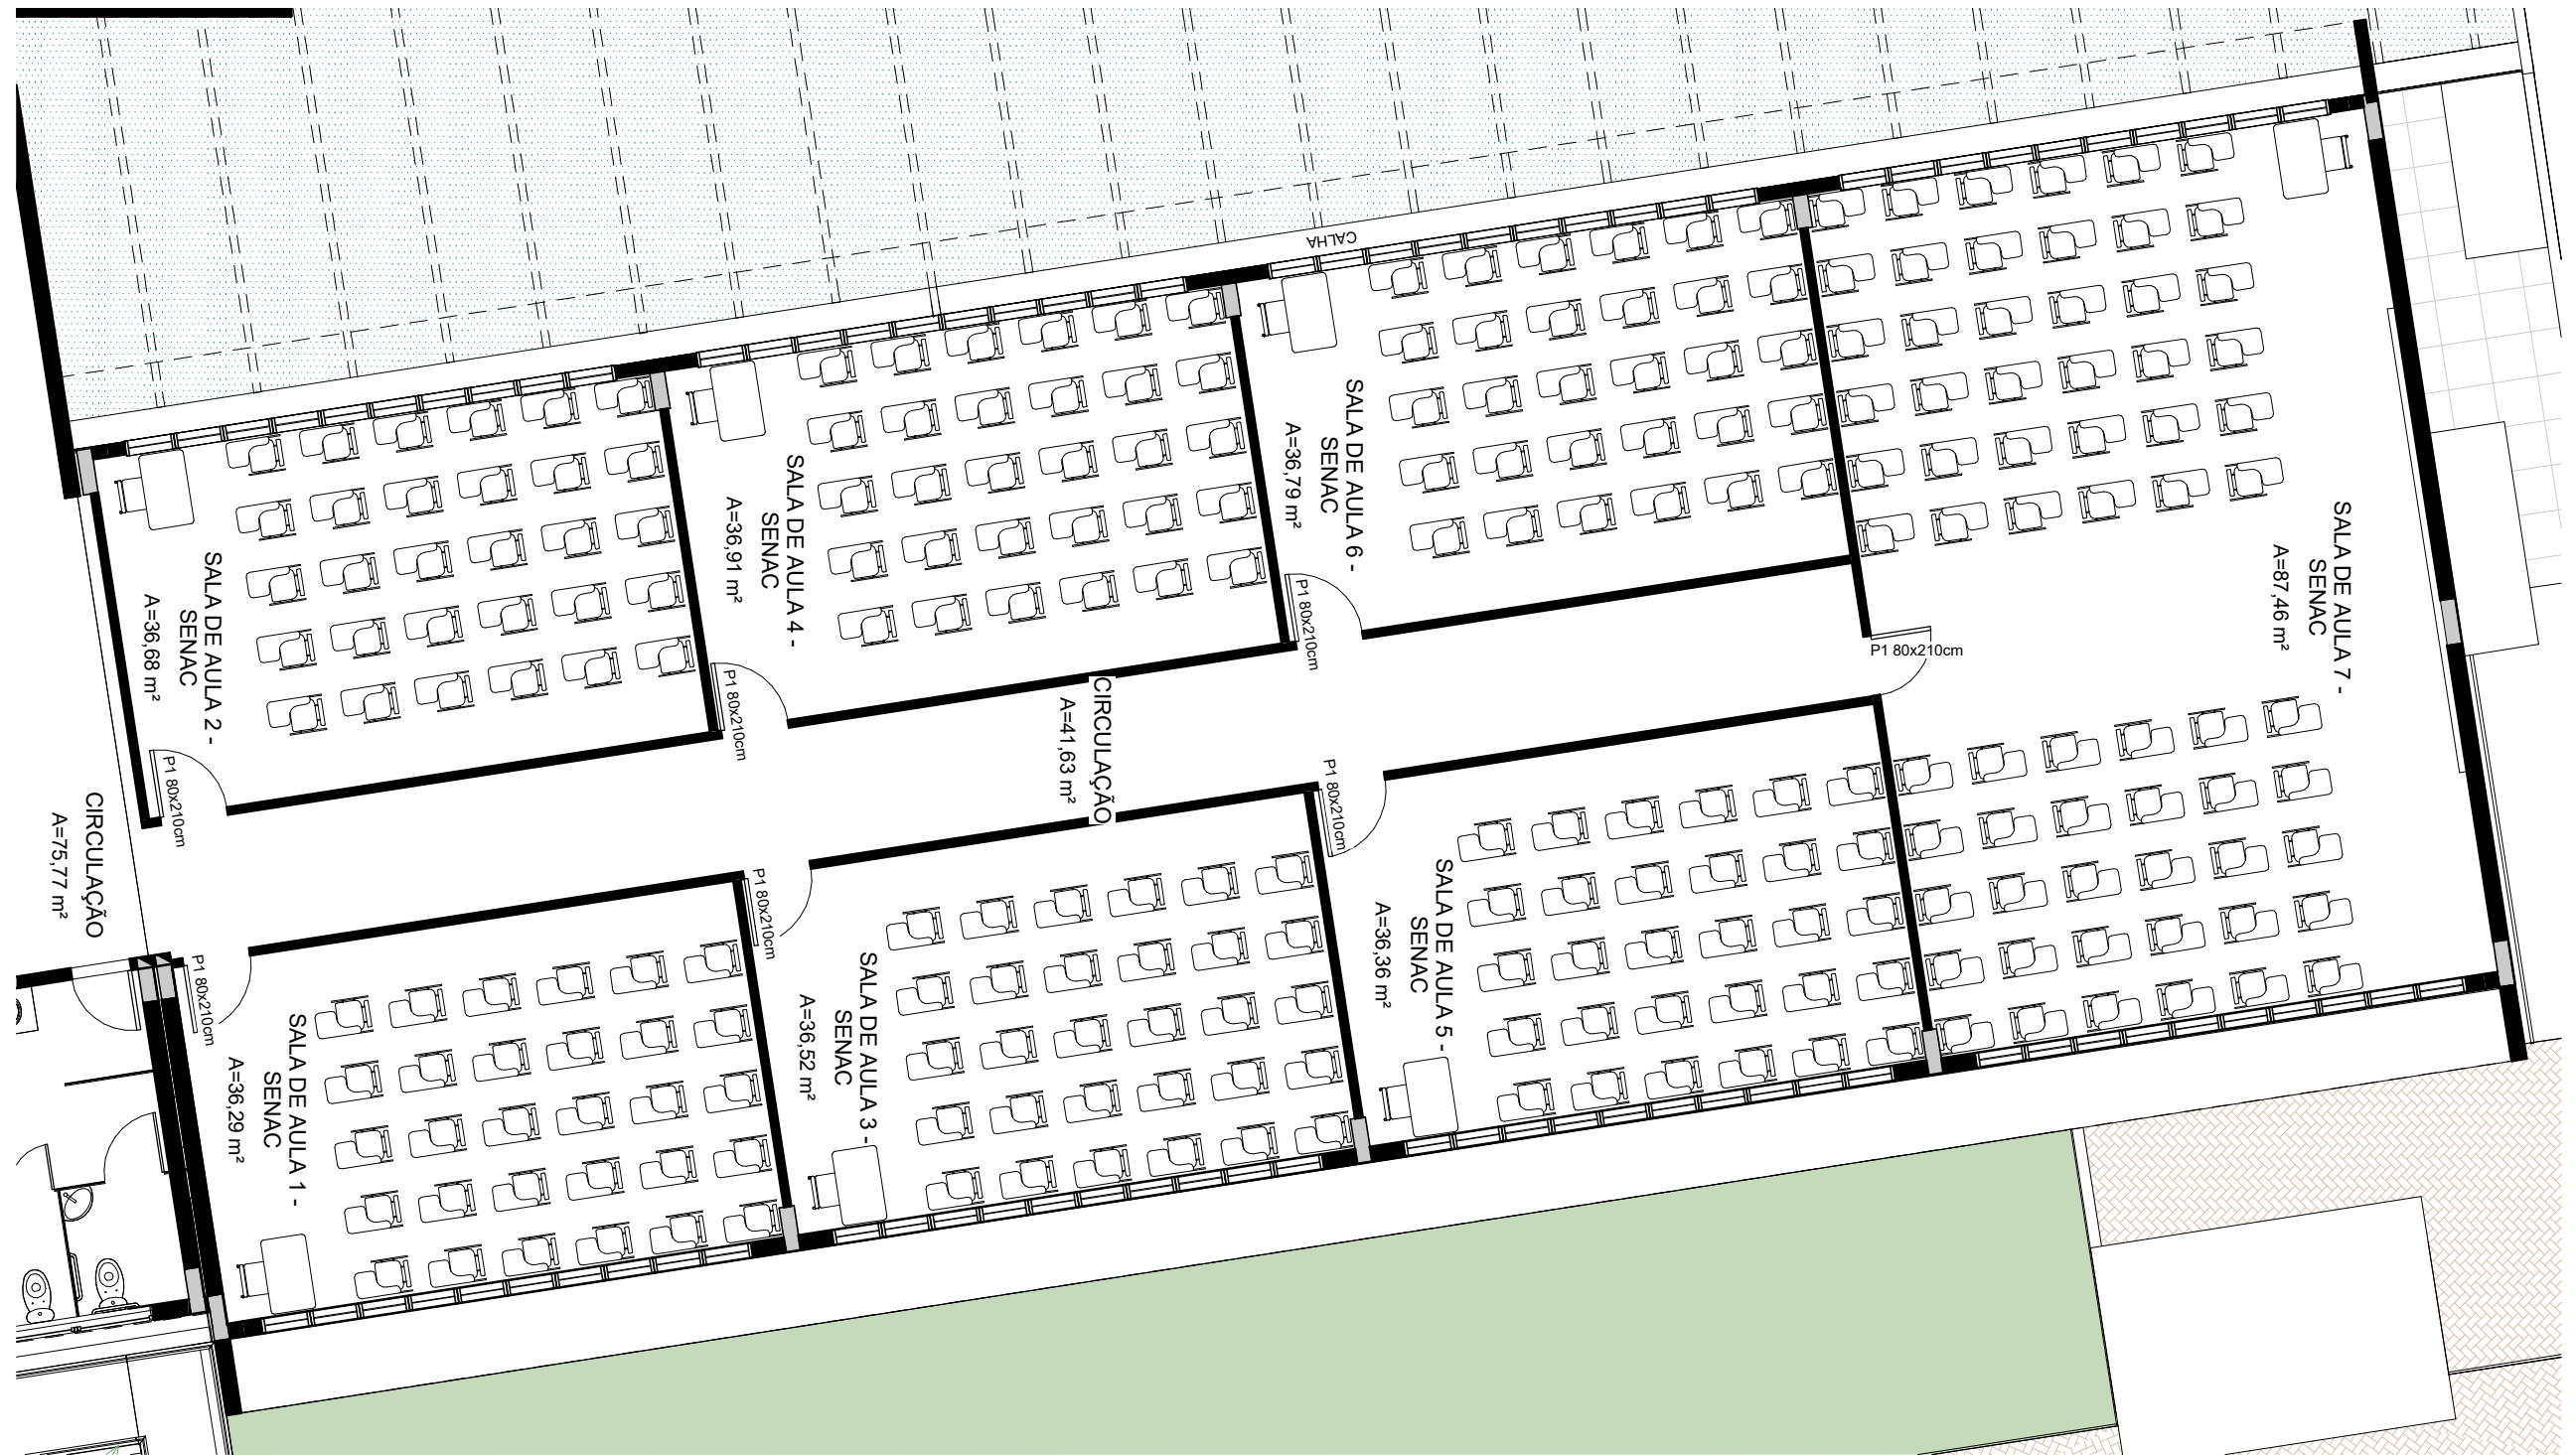 CALHA
SALA DE AULA 2 -
SENAC
A=36,68 m²
P1 80x210cm
SALA DE AULA 4 -
SENAC
A=36,91 m²
P1 80x210cm
SALA DE AULA 6 -
SENAC
A=36,79 m²
P1 80x210cm
SALA DE AULA 7 -
SENAC
A=87,46 m²
P1 80x210cm
CIRCULAÇÃO
A=41,63 m²
CIRCULAÇÃO
A=75,77 m²
SALA DE AULA 1 -
SENAC
A=36,29 m²
P1 80x210cm
SALA DE AULA 3 -
SENAC
A=36,52 m²
P1 80x210cm
SALA DE AULA 5 -
SENAC
A=36,36 m²
P1 80x210cm